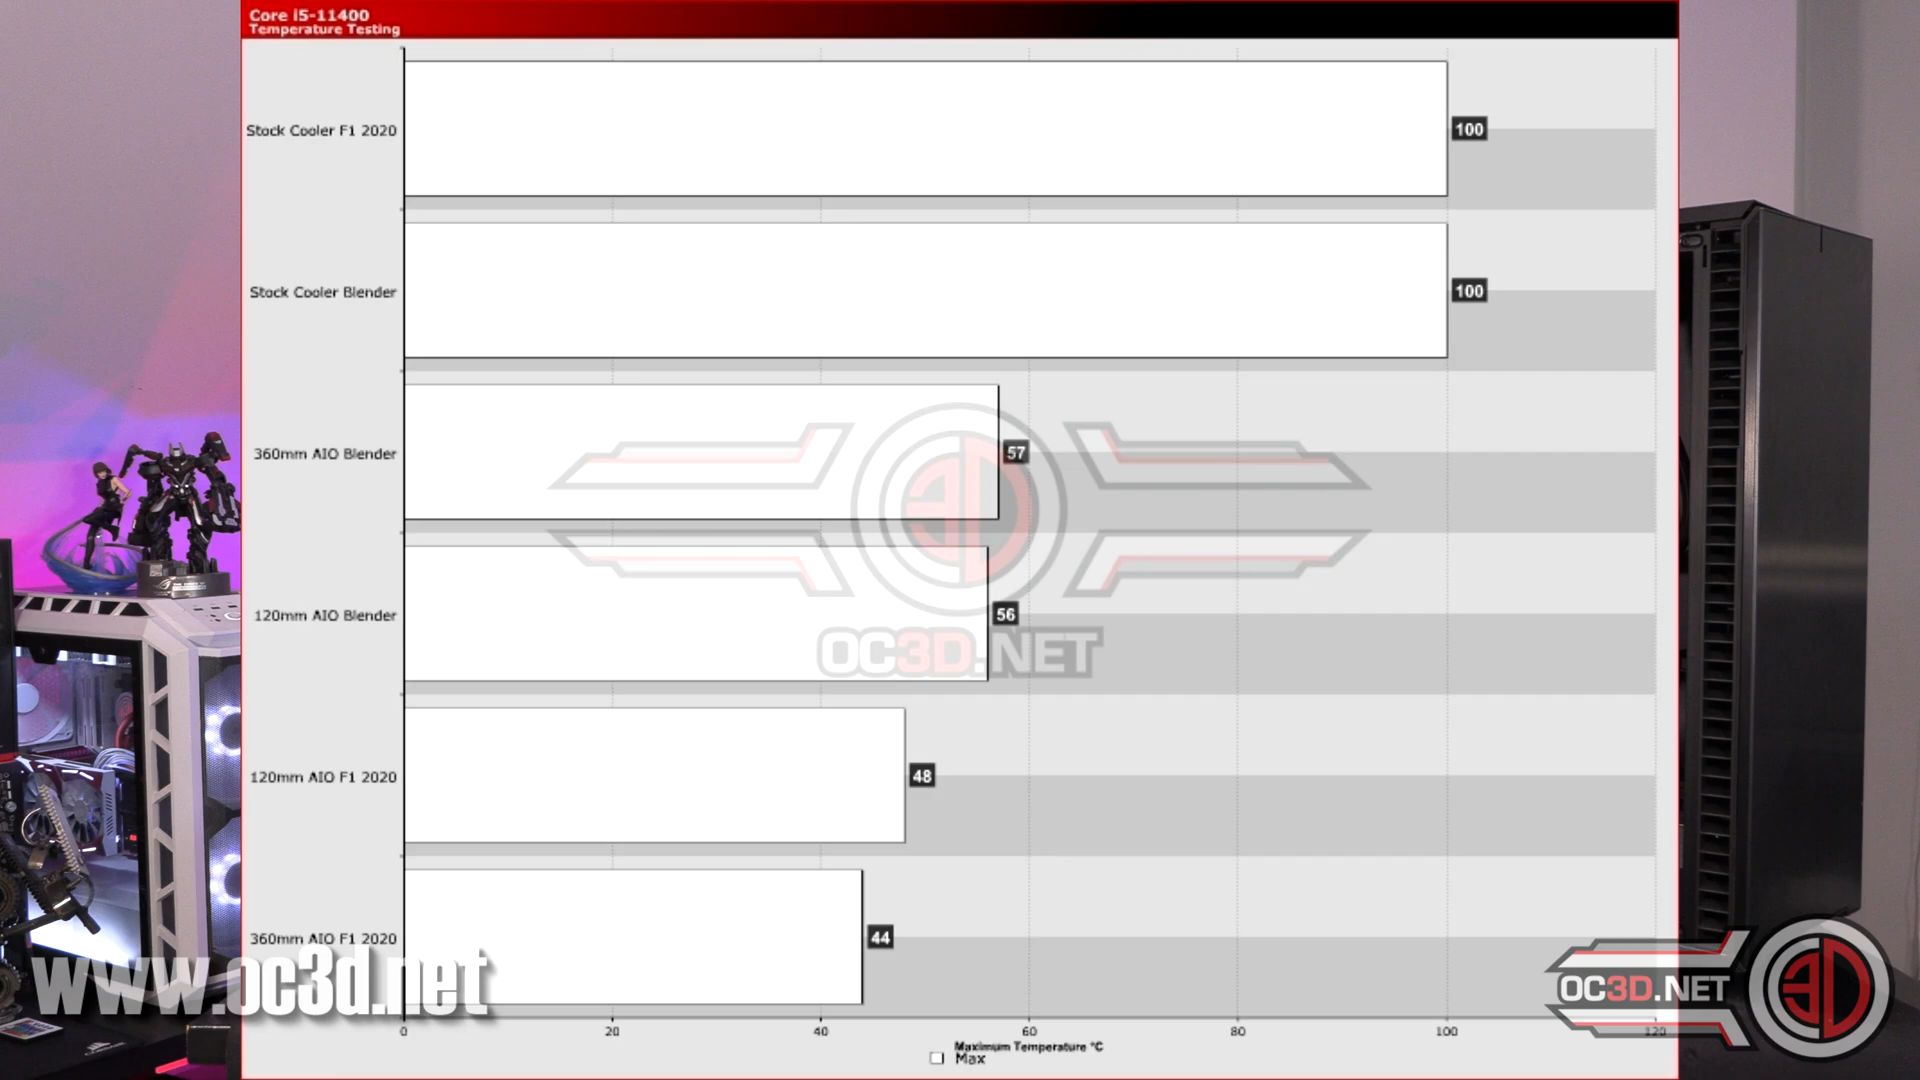 Core i5-11400
Temperature Testing
Stock Cooler F1 2020
100
Stock Cooler Blender
100
360mm AIO Blender
57
120mm AIO Blender
56
OC3D.NET
120mm AIO F1 2020
48
360mm AIO F1 2020
44
www.oc3d.net
OC3D.NET
0 20 40 60 80 100 120
Maximum Temperature °C
Max